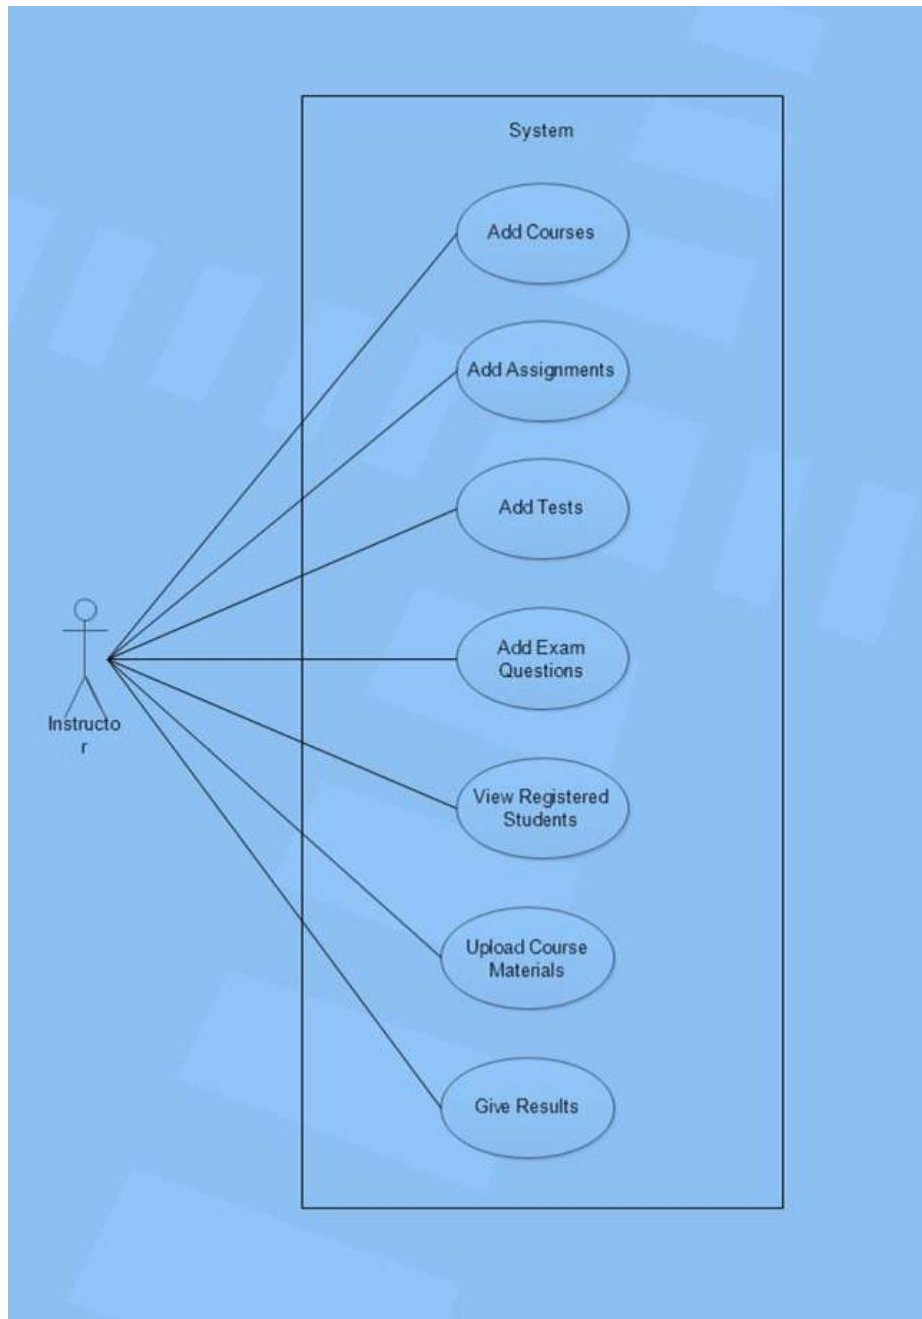 System
Add Courses
Add Assignments
Add Tests
Add Exam
Questions
Instructo
r
View Registered
Students
Upload Course
Materials
Give Results